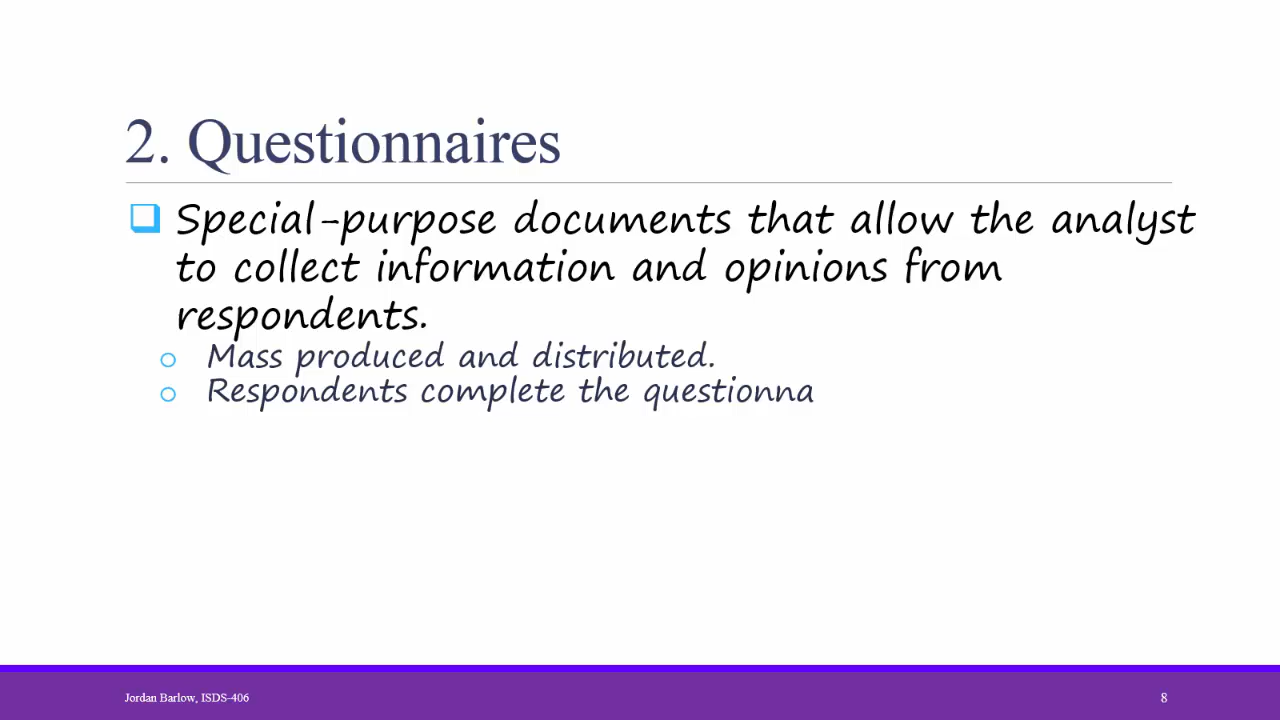 2. Questionnaires
Special-purpose documents that allow the analyst
to collect information and opinions from
respondents.
Mass produced and distributed.
Respondents complete the questionna
Jordan Barlow, ISDS-406
8